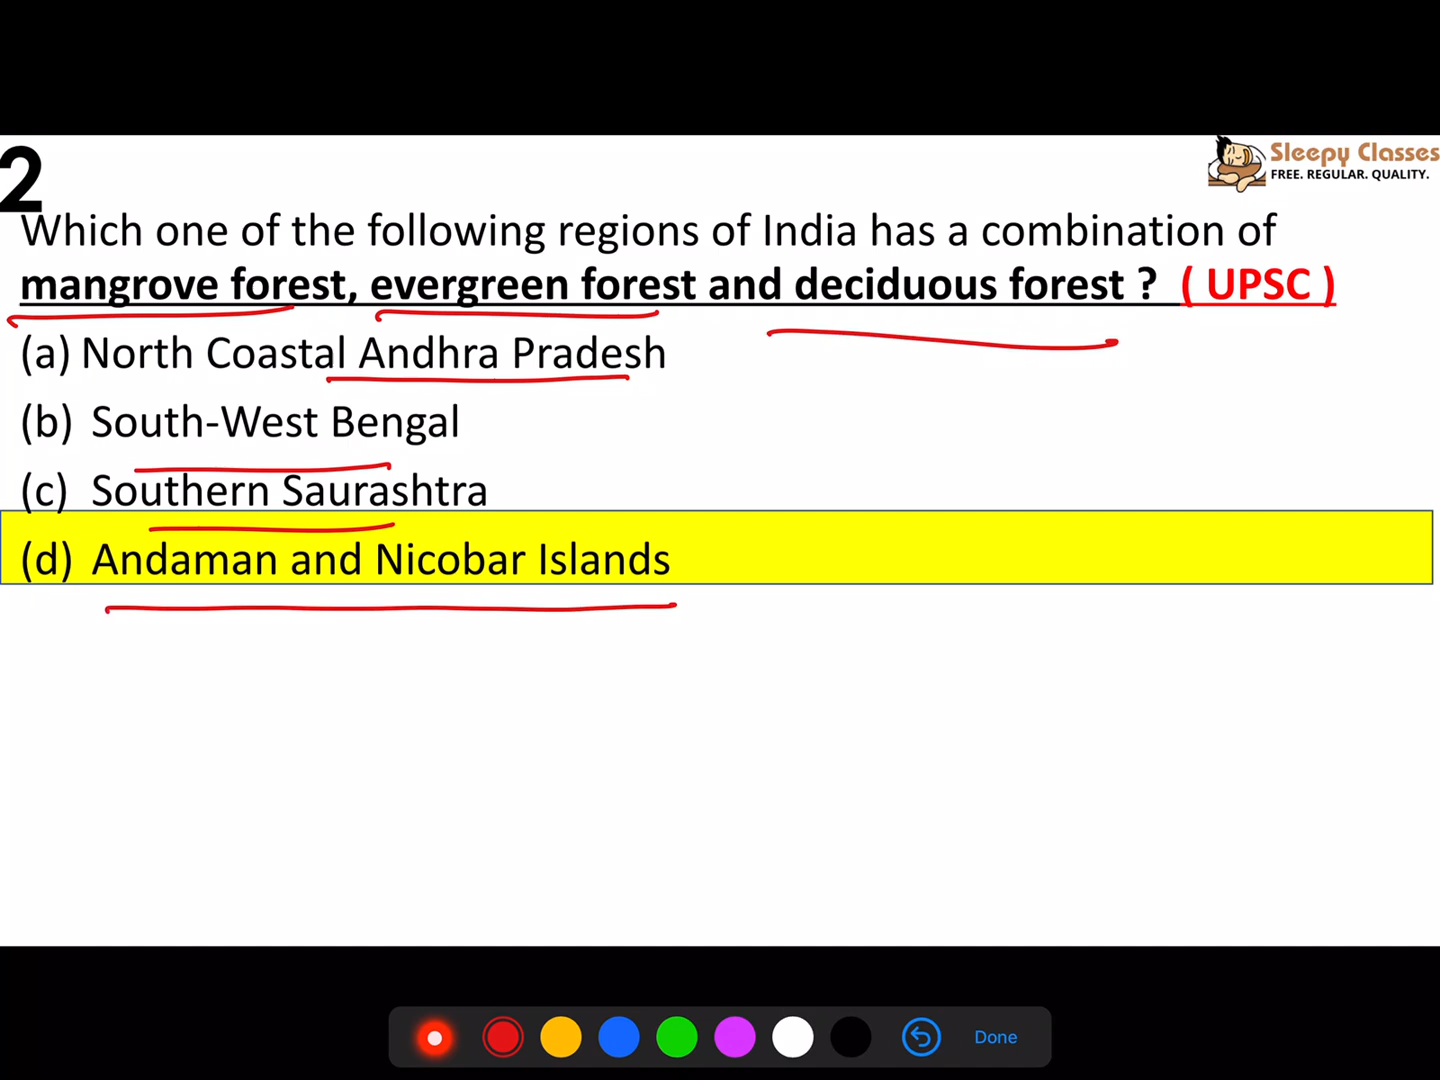 2
Sleepy Classes
FREE. REGULAR. QUALITY.
Which one of the following regions of India has a combination of
mangrove forest, evergreen forest and deciduous forest ? ( UPSC )
(a) North Coastal Andhra Pradesh
(b) South-West Bengal
(c) Southern Saurashtra
(d) Andaman and Nicobar Islands
Done